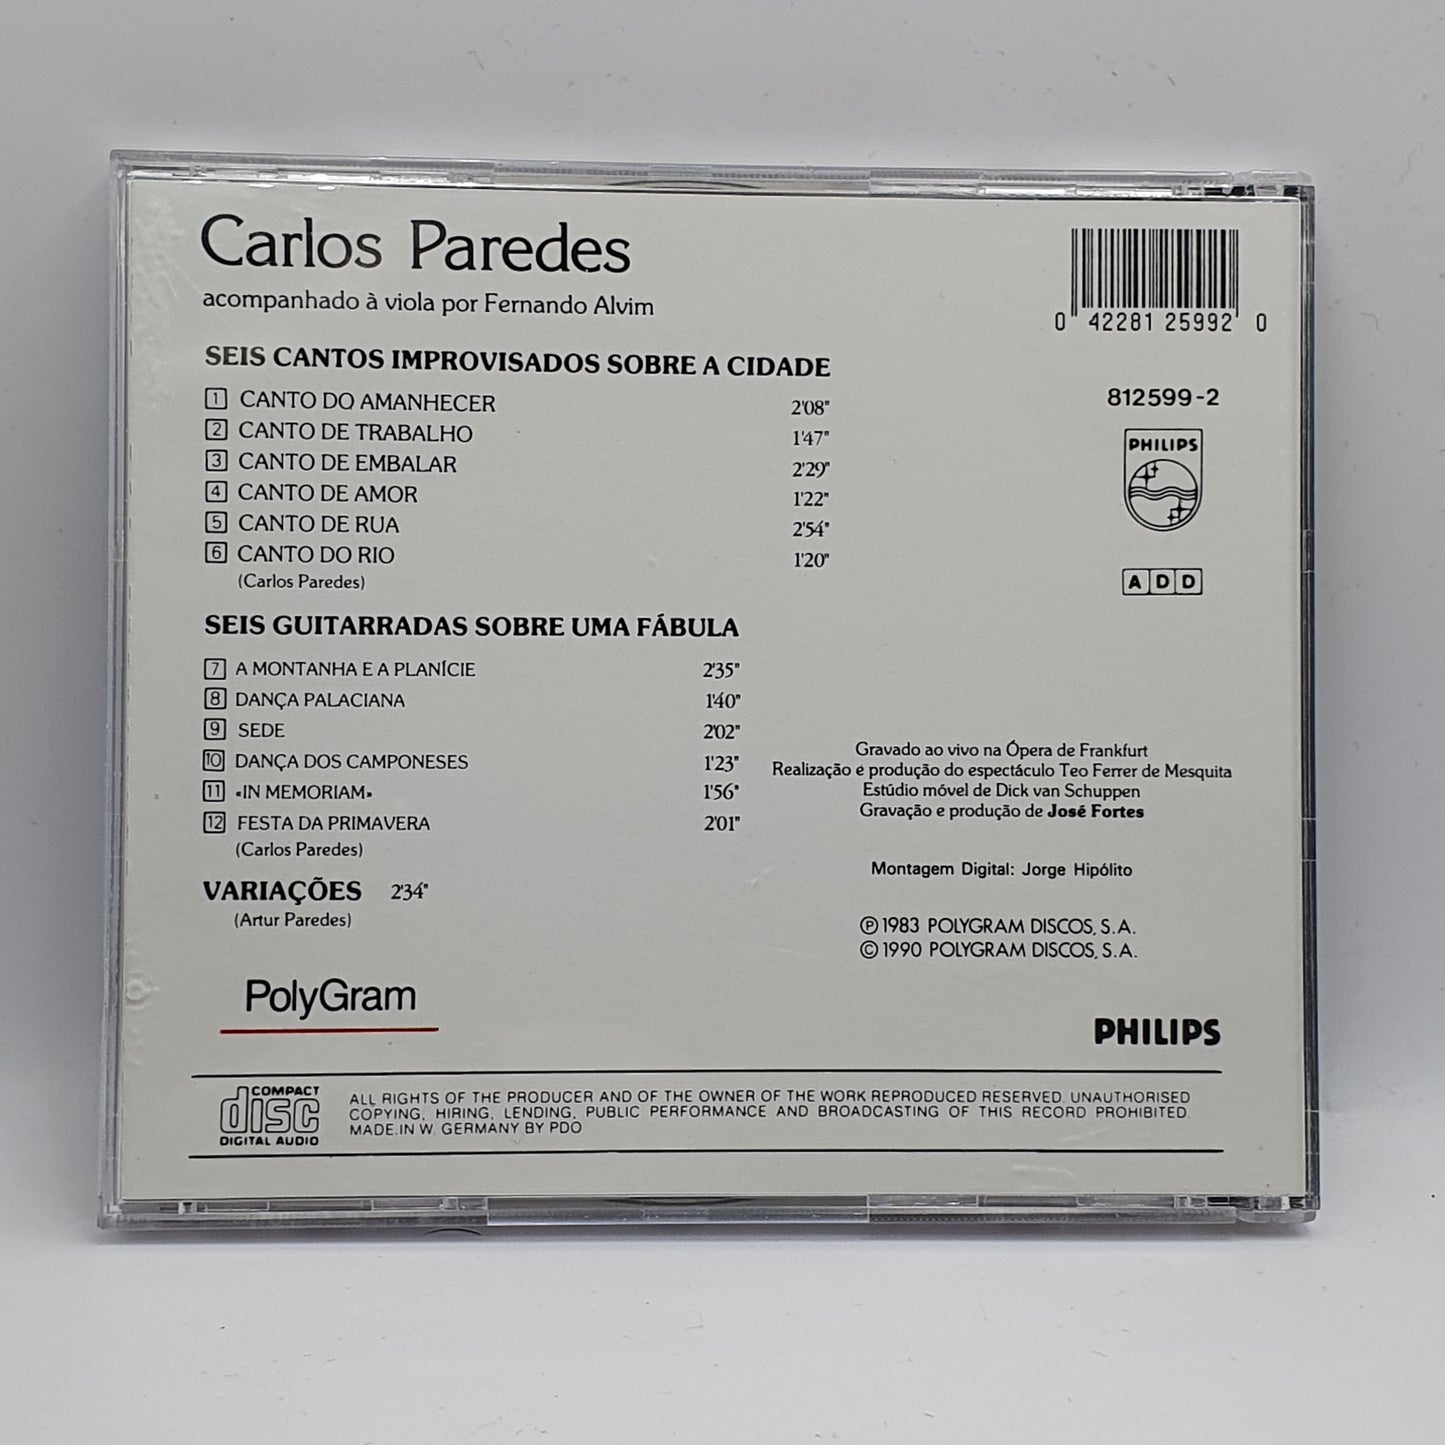 Carlos Paredes
acompanhado à viola por Fernando Alvim
0 42281 25992 0
SEIS CANTOS IMPROVISADOS SOBRE A CIDADE
1 CANTO DO AMANHECER 2'08"
2 CANTO DE TRABALHO 1'47"
3 CANTO DE EMBALAR 2'29"
4 CANTO DE AMOR 1'22"
5 CANTO DE RUA 2'54"
6 CANTO DO RIO 1'20"
(Carlos Paredes)
812599-2
PHILIPS
A D D
SEIS GUITARRADAS SOBRE UMA FÁBULA
7 A MONTANHA E A PLANÍCIE 2'35"
8 DANÇA PALACIANA 1'40"
9 SEDE 2'02"
10 DANÇA DOS CAMPONESES 1'23"
11 «IN MEMORIAM» 1'56"
12 FESTA DA PRIMAVERA 2'01"
(Carlos Paredes)
VARIAÇÕES 2'34"
(Artur Paredes)
Gravado ao vivo na Ópera de Frankfurt
Realização e produção do espectáculo Teo Ferrer de Mesquita
Estúdio móvel de Dick van Schuppen
Gravação e produção de José Fortes
Montagem Digital: Jorge Hipólito
Ⓟ 1983 POLYGRAM DISCOS, S.A.
© 1990 POLYGRAM DISCOS, S.A.
PolyGram
PHILIPS
COMPACT
disc
DIGITAL AUDIO
ALL RIGHTS OF THE PRODUCER AND OF THE OWNER OF THE WORK REPRODUCED RESERVED. UNAUTHORISED
COPYING, HIRING, LENDING, PUBLIC PERFORMANCE AND BROADCASTING OF THIS RECORD PROHIBITED.
MADE.IN W. GERMANY BY PDO